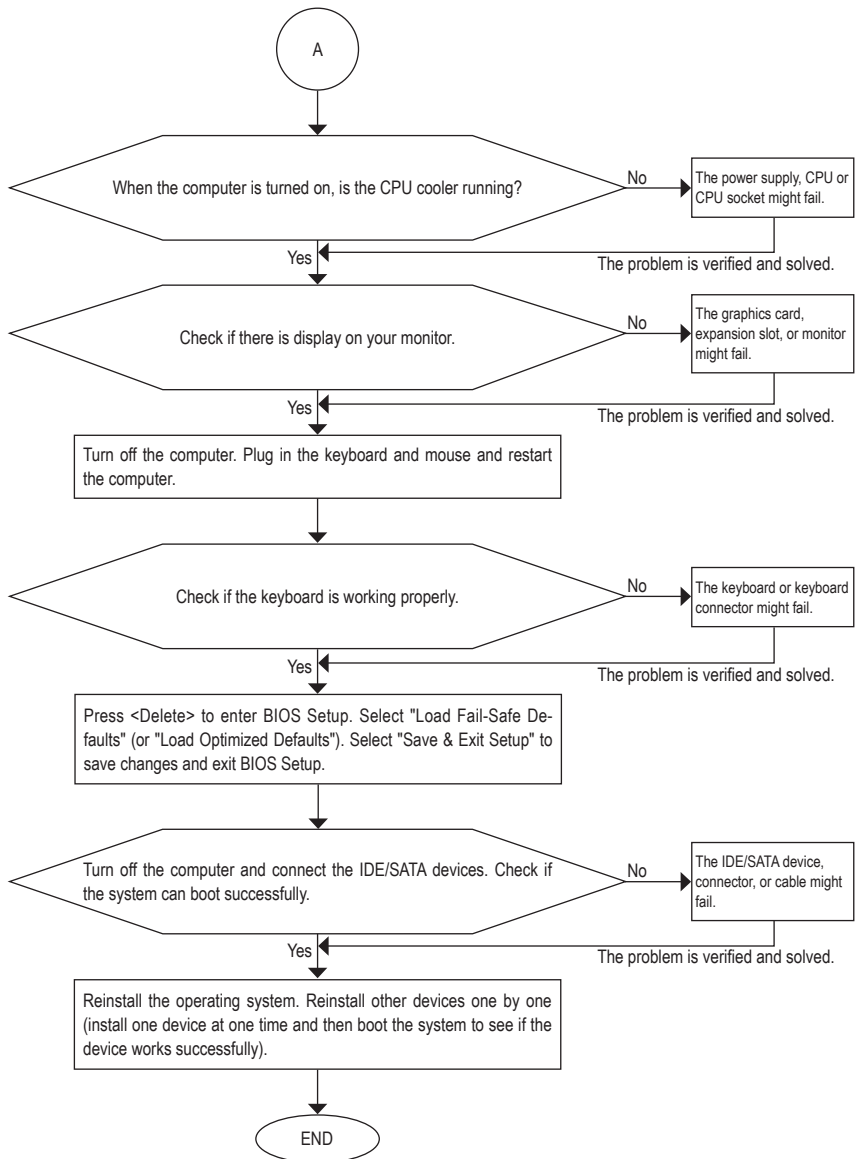 A
When the computer is turned on, is the CPU cooler running?
No
The power supply, CPU or
CPU socket might fail.
Yes
The problem is verified and solved.
Check if there is display on your monitor.
No
The graphics card,
expansion slot, or monitor
might fail.
Yes
The problem is verified and solved.
Turn off the computer. Plug in the keyboard and mouse and restart
the computer.
Check if the keyboard is working properly.
No
The keyboard or keyboard
connector might fail.
Yes
The problem is verified and solved.
Press <Delete> to enter BIOS Setup. Select "Load Fail-Safe De-
faults" (or "Load Optimized Defaults"). Select "Save & Exit Setup" to
save changes and exit BIOS Setup.
Turn off the computer and connect the IDE/SATA devices. Check if
the system can boot successfully.
No
The IDE/SATA device,
connector, or cable might
fail.
Yes
The problem is verified and solved.
Reinstall the operating system. Reinstall other devices one by one
(install one device at one time and then boot the system to see if the
device works successfully).
END